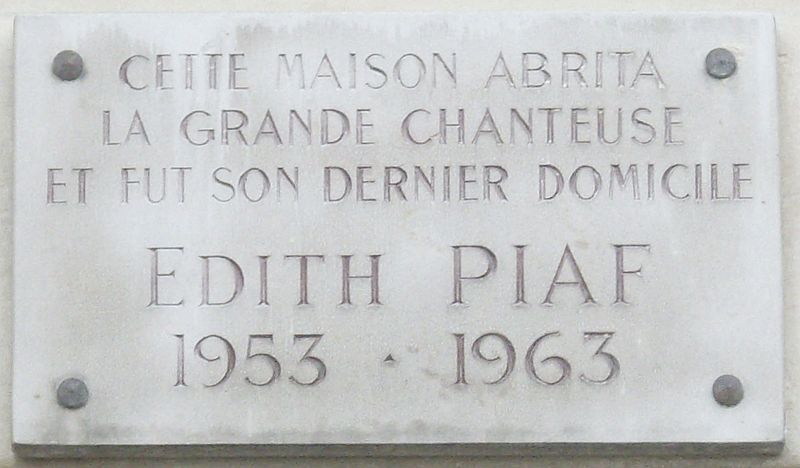 CETTE MAISON ABRITA
LA GRANDE CHANTEUSE
ET FUT SON DERNIER DOMICILE
EDITH PIAF
1953 · 1963